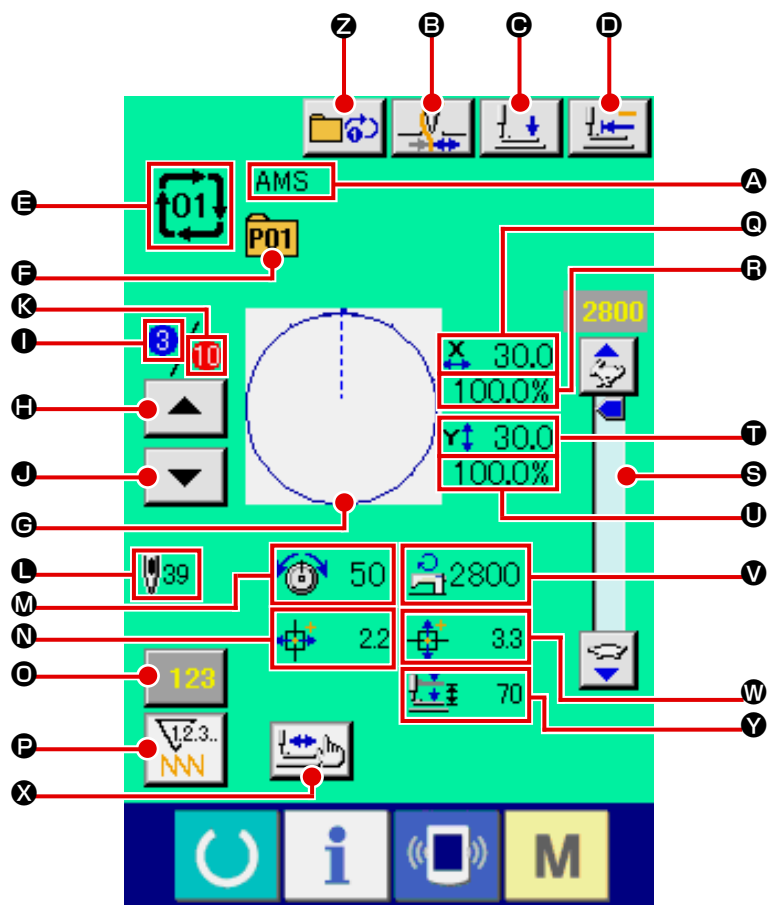 Z B C D
E AMS A
01
F P01 Q
K R
I 3 / 10 2800
X 30.0
H 100.0%
Y 30.0 T
J 100.0% S
G U
L 39 50 2800 V
M
N 2.2 3.3
O 123 W
70
P 1.2.3.. Y
X
i M